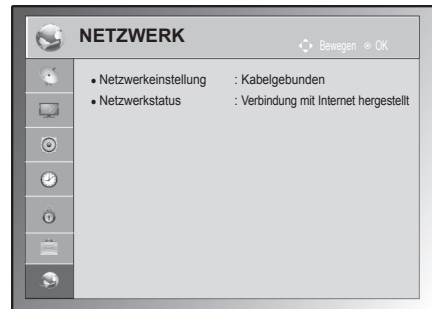 NETZWERK
Bewegen OK
• Netzwerkeinstellung : Kabelgebunden
• Netzwerkstatus : Verbindung mit Internet hergestellt